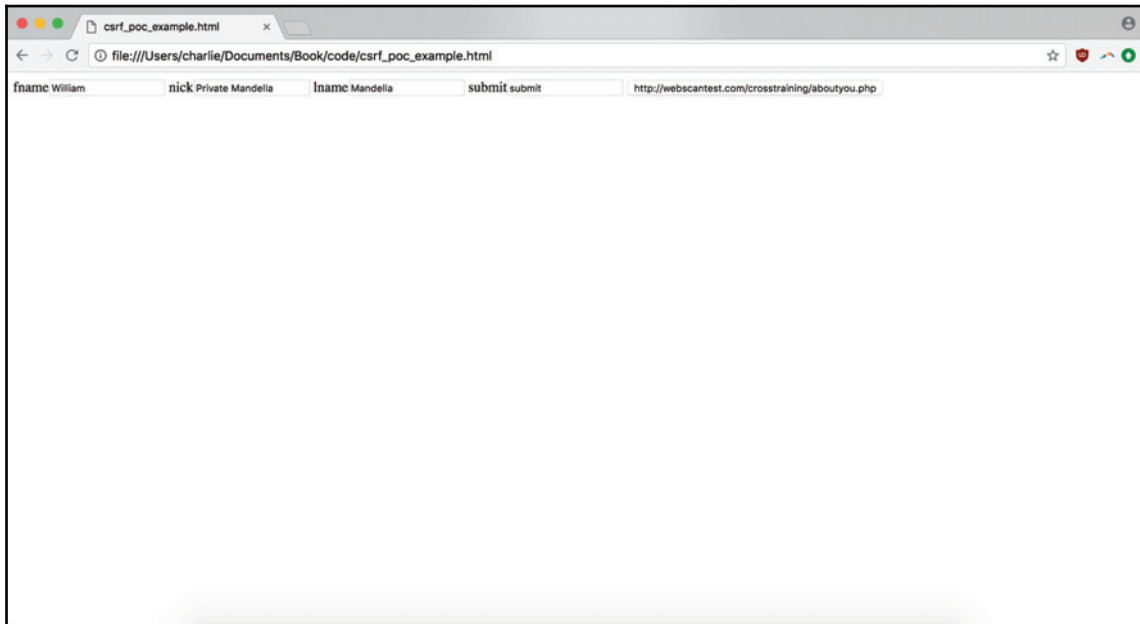 csrf_poc_example.html
file:///Users/charlie/Documents/Book/code/csrf_poc_example.html
fname William nick Private Mandella lname Mandella submit submit http://webscantest.com/crosstraining/aboutyou.php